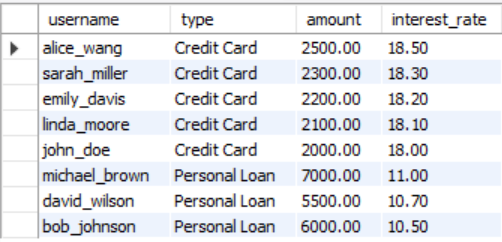 username type amount interest_rate
alice_wang Credit Card 2500.00 18.50
sarah_miller Credit Card 2300.00 18.30
emily_davis Credit Card 2200.00 18.20
linda_moore Credit Card 2100.00 18.10
john_doe Credit Card 2000.00 18.00
michael_brown Personal Loan 7000.00 11.00
david_wilson Personal Loan 5500.00 10.70
bob_johnson Personal Loan 6000.00 10.50